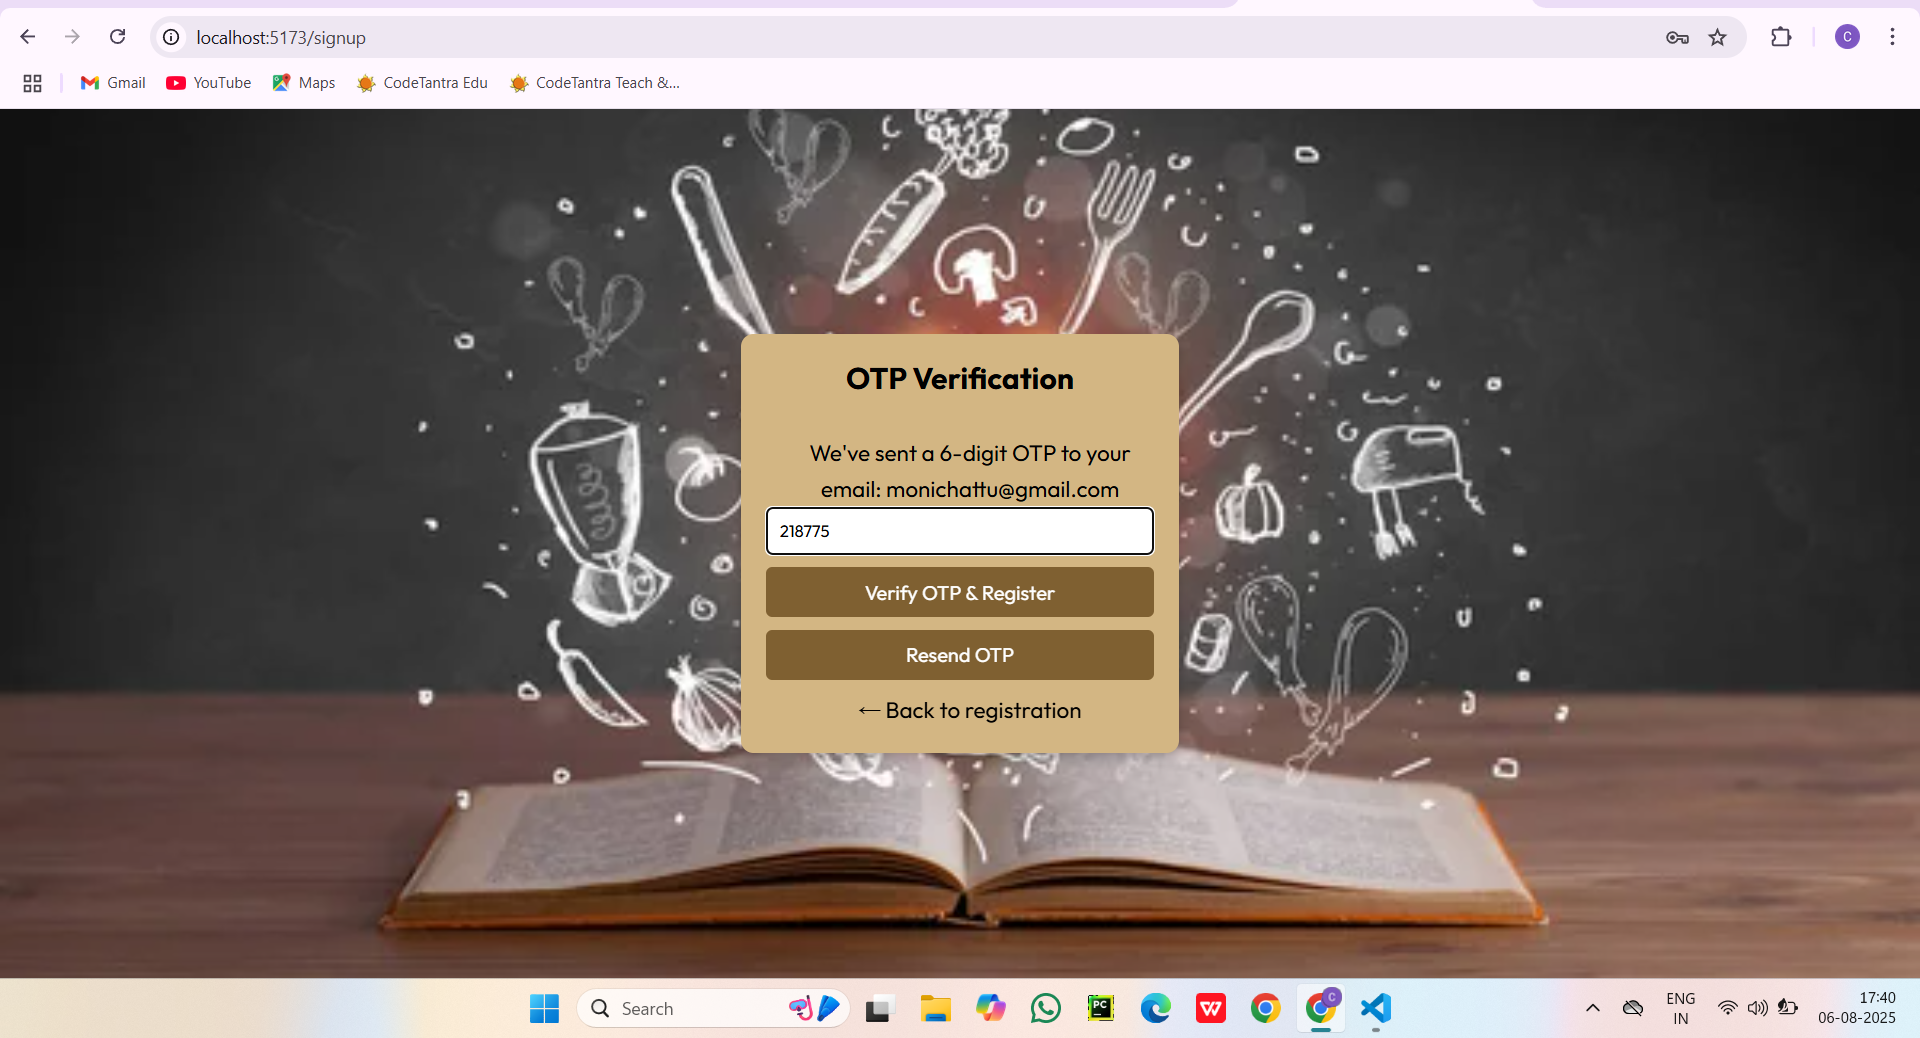 localhost:5173/signup
C
Gmail
YouTube
Maps
CodeTantra Edu
CodeTantra Teach &...
OTP Verification
We've sent a 6-digit OTP to your
email: monichattu@gmail.com
218775
Verify OTP & Register
Resend OTP
← Back to registration
Search
PC
W
C
ENG
IN
17:40
06-08-2025